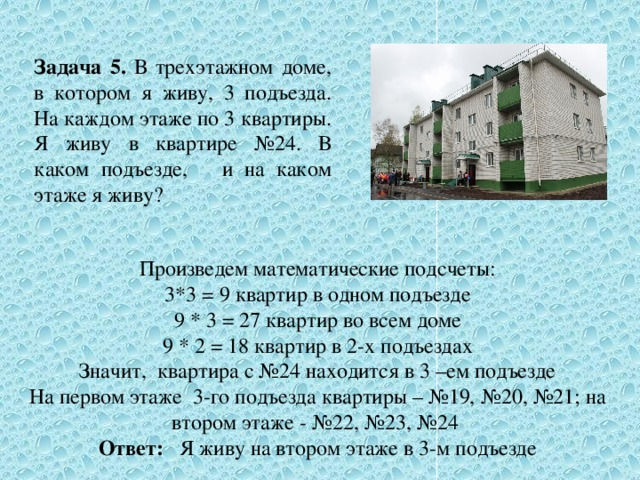 Задача 5. В трехэтажном доме,
в котором я живу, 3 подъезда.
На каждом этаже по 3 квартиры.
Я живу в квартире №24. В
каком подъезде, и на каком
этаже я живу?
Произведем математические подсчеты:
3*3 = 9 квартир в одном подъезде
9 * 3 = 27 квартир во всем доме
9 * 2 = 18 квартир в 2-х подъездах
Значит, квартира с №24 находится в 3 –ем подъезде
На первом этаже 3-го подъезда квартиры – №19, №20, №21; на
втором этаже - №22, №23, №24
Ответ: Я живу на втором этаже в 3-м подъезде